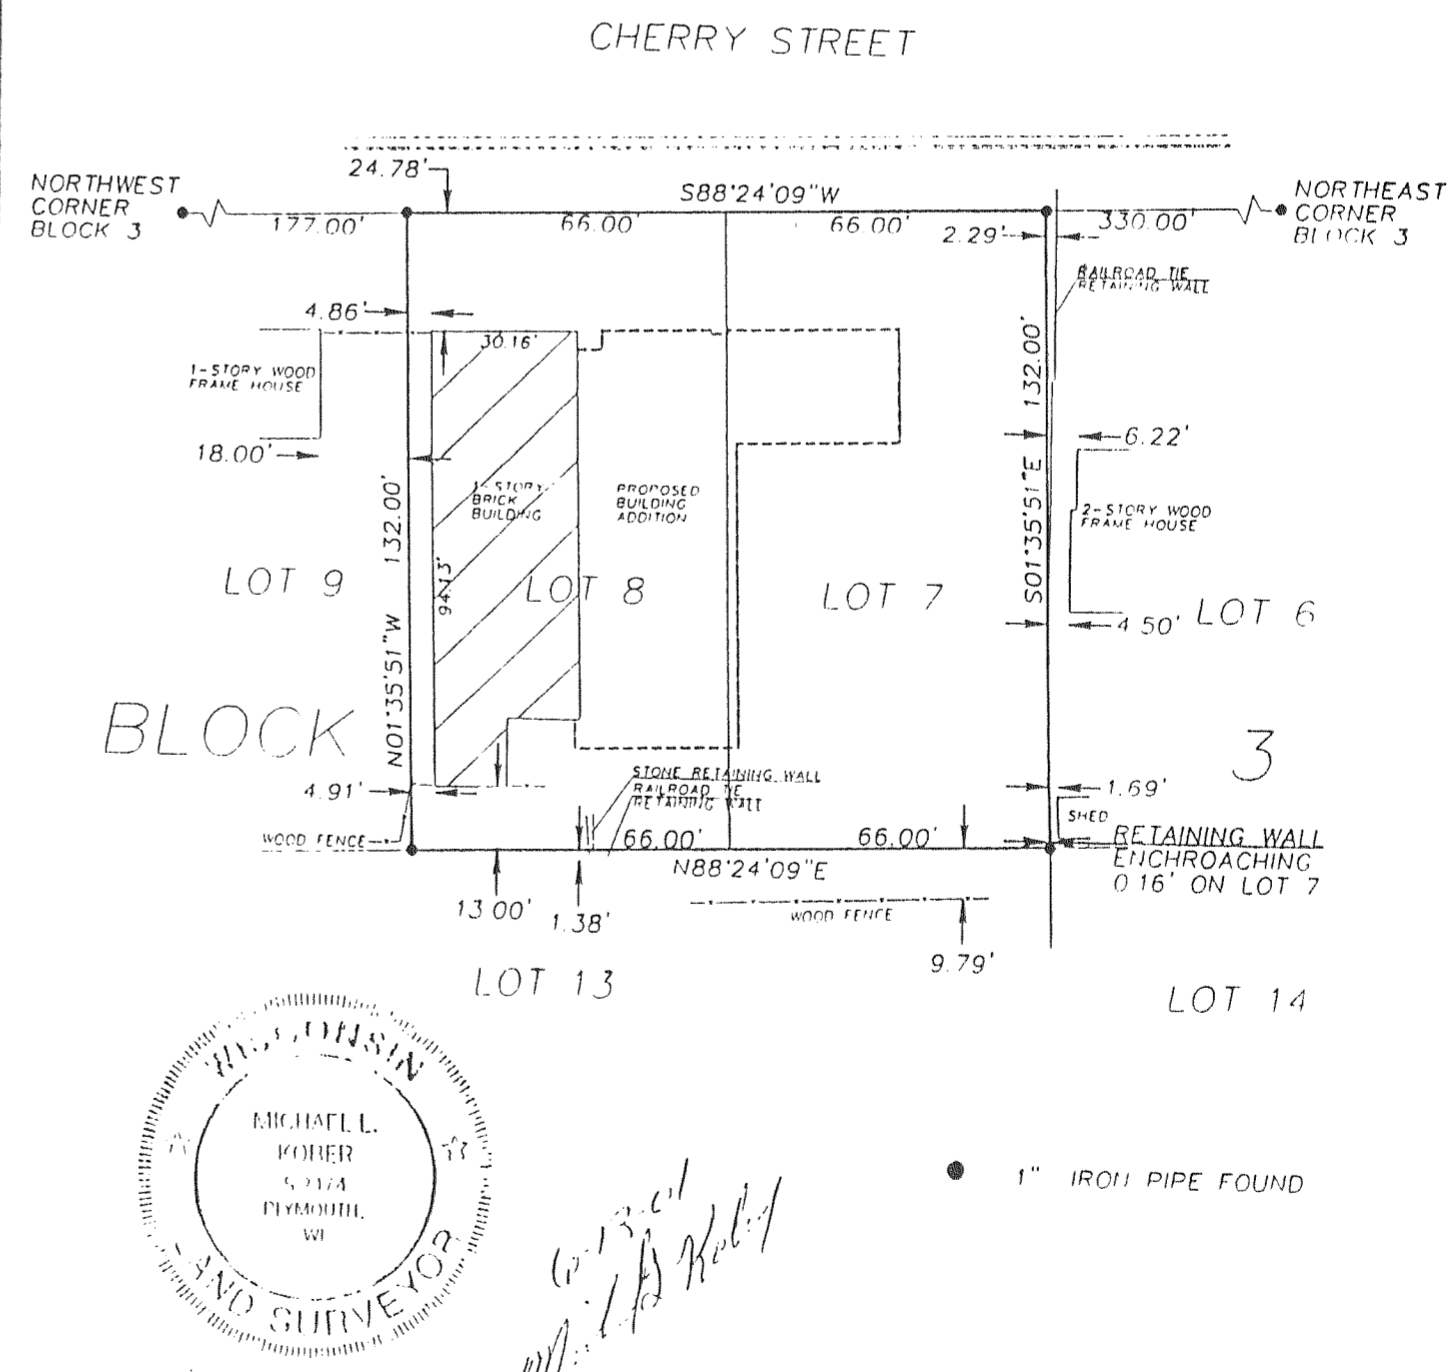 CHERRY STREET
24.78'
NORTHWEST
CORNER
BLOCK 3
S88°24'09"W
NORTHEAST
CORNER
BLOCK 3
177.00'
66.00'
66.00'
2.29'
330.00'
RAILROAD TIE
RETAINING WALL
4.86'
30.16'
132.00'
1-STORY WOOD
FRAME HOUSE
18.00'
6.22'
1-STORY
BRICK
BUILDING
PROPOSED
BUILDING
ADDITION
132.00'
S01°35'51"E
2-STORY WOOD
FRAME HOUSE
94.13'
LOT 9
LOT 8
LOT 7
LOT 6
4.50'
N01°35'51"W
BLOCK
3
STONE RETAINING WALL
RAILROAD TIE
RETAINING WALL
4.91'
1.69'
SHED
WOOD FENCE
66.00'
66.00'
RETAINING WALL
ENCHROACHING
0.16' ON LOT 7
N88°24'09"E
13.00'
1.38'
WOOD FENCE
9.79'
LOT 13
LOT 14
WISCONSIN
MICHAEL L.
KOBER
PLYMOUTH,
WI
LAND SURVEYOR
1" IRON PIPE FOUND